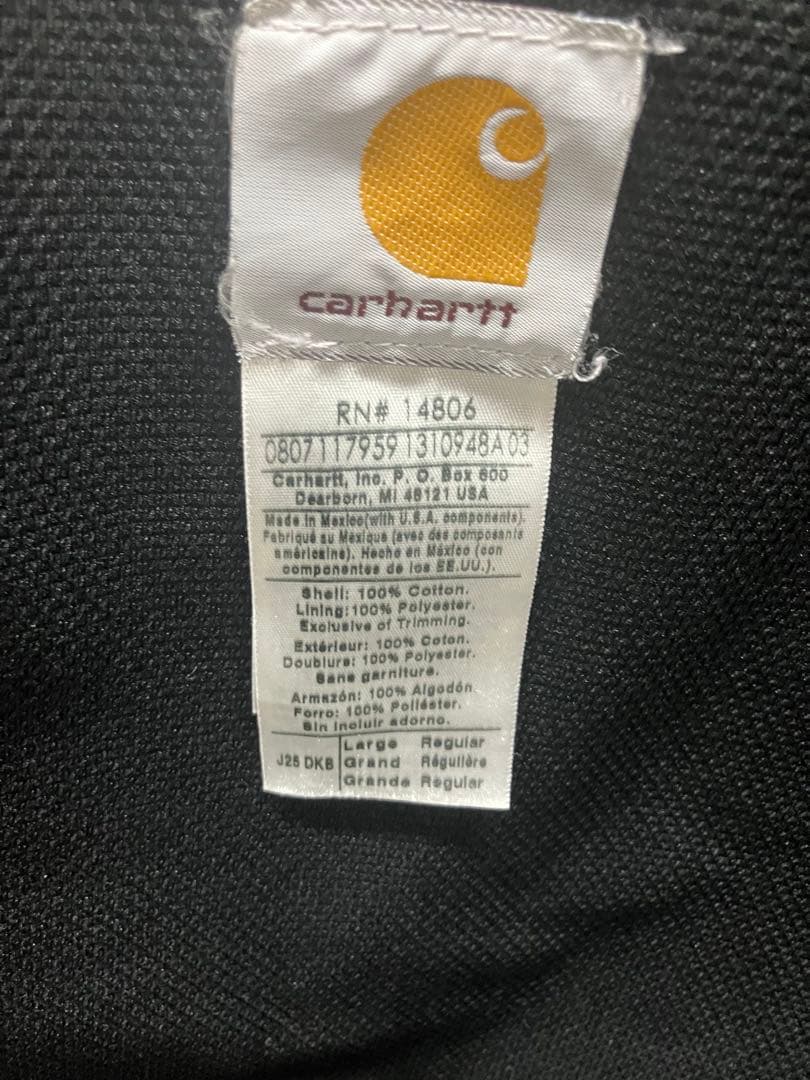 carhartt
RN# 14806
0807117959 1310948A03
Carhartt, Inc. P. O. Box 600
Dearborn, MI 48121 USA
Made in Mexico(with U.S.A. components).
Fabriqué au Mexique (avec des composants
américains). Hecho en México (con
componentes de los EE.UU.).
Shell: 100% Cotton.
Lining:100% Polyester.
Exclusive of Trimming.
Extérieur: 100% Coton.
Doublure: 100% Polyester.
Sans garniture.
Armazón: 100% Algodón
Forro: 100% Poliéster.
Sin incluir adorno.
J25 DKB
Large Regular
Grand Régulière
Grande Regular